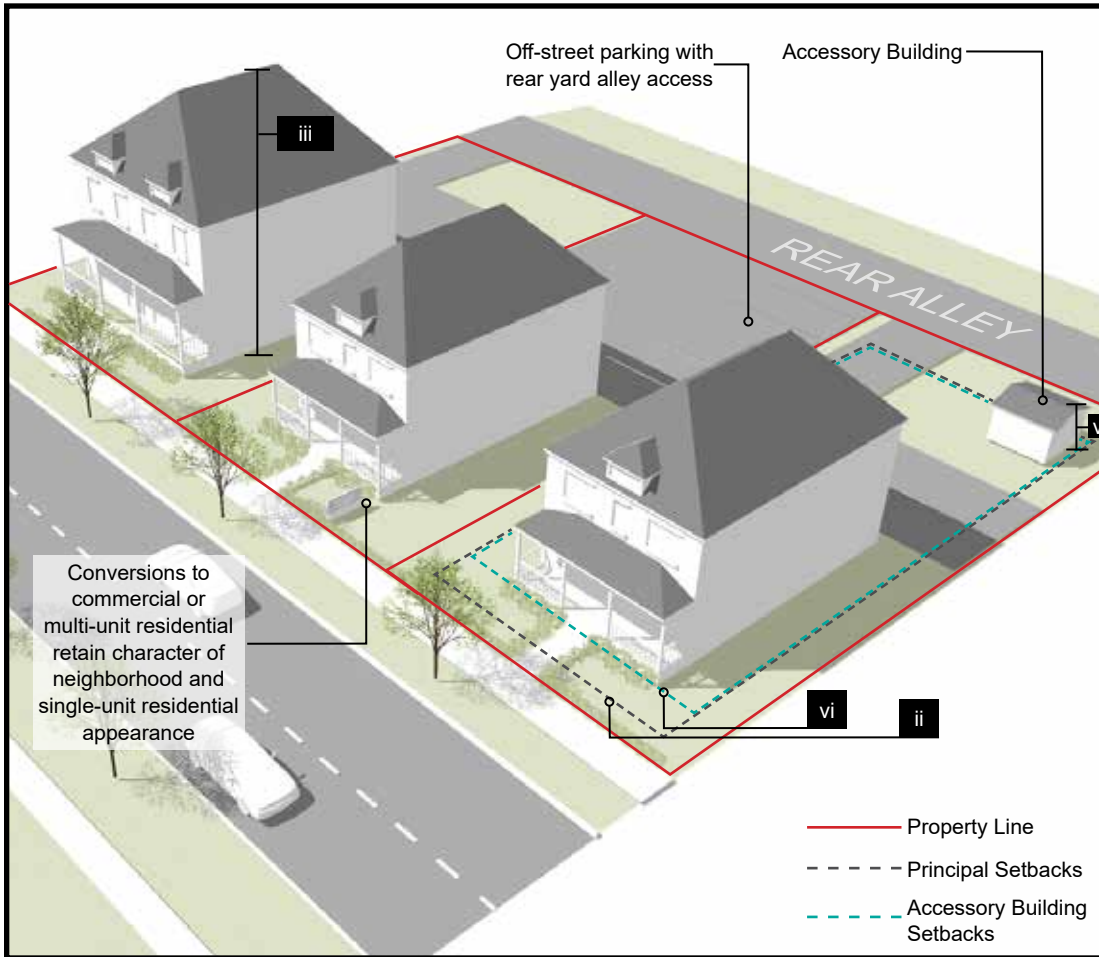 Off-street parking with
rear yard alley access
Accessory Building
iii
REAR ALLEY
v
Conversions to
commercial or
multi-unit residential
retain character of
neighborhood and
single-unit residential
appearance
vi
ii
Property Line
Principal Setbacks
Accessory Building
Setbacks